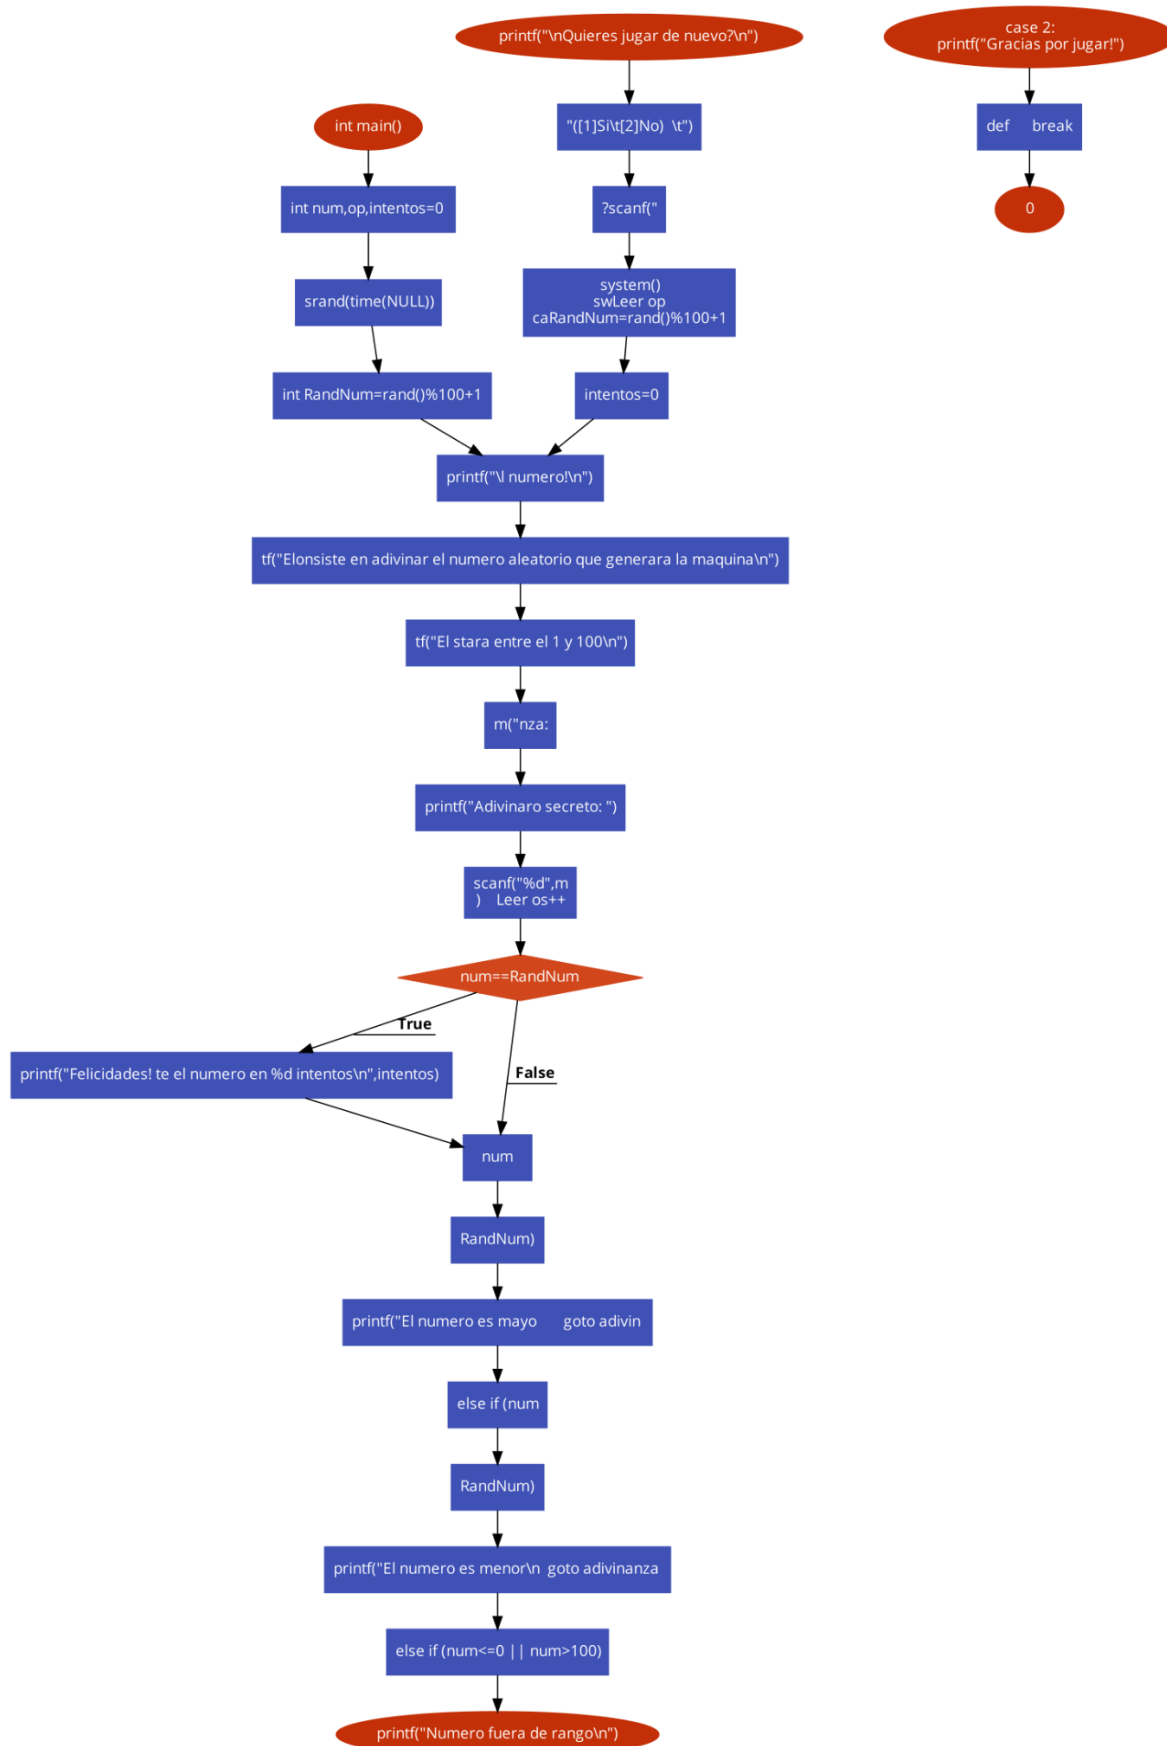 printf("\nQuieres jugar de nuevo?\n")
"([1]Si\t[2]No)  \t")
?scanf("
system()
swLeer op
caRandNum=rand()%100+1
intentos=0
case 2:
printf("Gracias por jugar!")
def      break
0
int main()
int num,op,intentos=0
srand(time(NULL))
int RandNum=rand()%100+1
printf("\l numero!\n")
tf("Elonsiste en adivinar el numero aleatorio que generara la maquina\n")
tf("El stara entre el 1 y 100\n")
m("nza:
printf("Adivinaro secreto: ")
scanf("%d",m
)    Leer os++
num==RandNum
True
False
printf("Felicidades! te el numero en %d intentos\n",intentos)
num
RandNum)
printf("El numero es mayo       goto adivin
else if (num
RandNum)
printf("El numero es menor\n  goto adivinanza
else if (num<=0 || num>100)
printf("Numero fuera de rango\n")